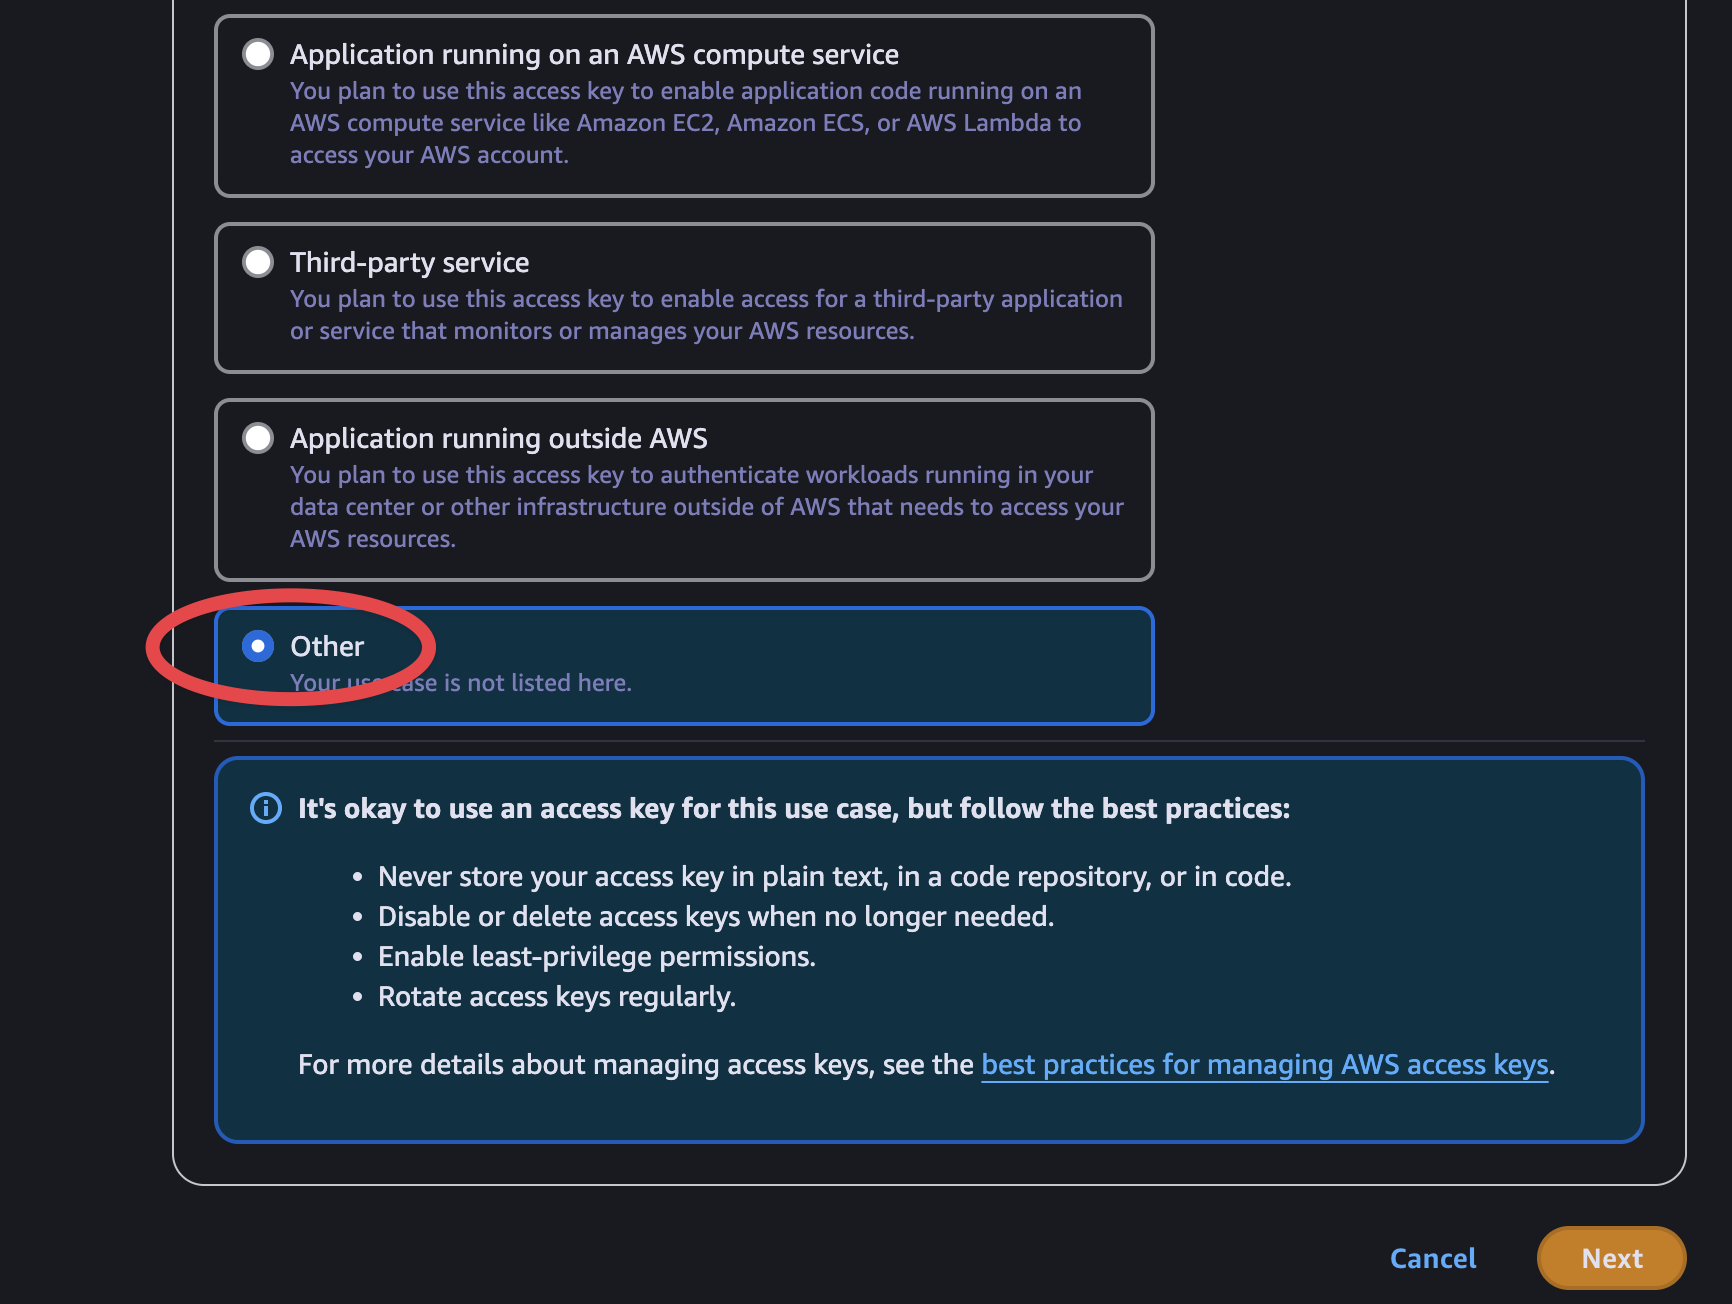 Application running on an AWS compute service
You plan to use this access key to enable application code running on an
AWS compute service like Amazon EC2, Amazon ECS, or AWS Lambda to
access your AWS account.
Third-party service
You plan to use this access key to enable access for a third-party application
or service that monitors or manages your AWS resources.
Application running outside AWS
You plan to use this access key to authenticate workloads running in your
data center or other infrastructure outside of AWS that needs to access your
AWS resources.
Other
Your use case is not listed here.
It's okay to use an access key for this use case, but follow the best practices:
• Never store your access key in plain text, in a code repository, or in code.
• Disable or delete access keys when no longer needed.
• Enable least-privilege permissions.
• Rotate access keys regularly.
For more details about managing access keys, see the best practices for managing AWS access keys.
Cancel
Next